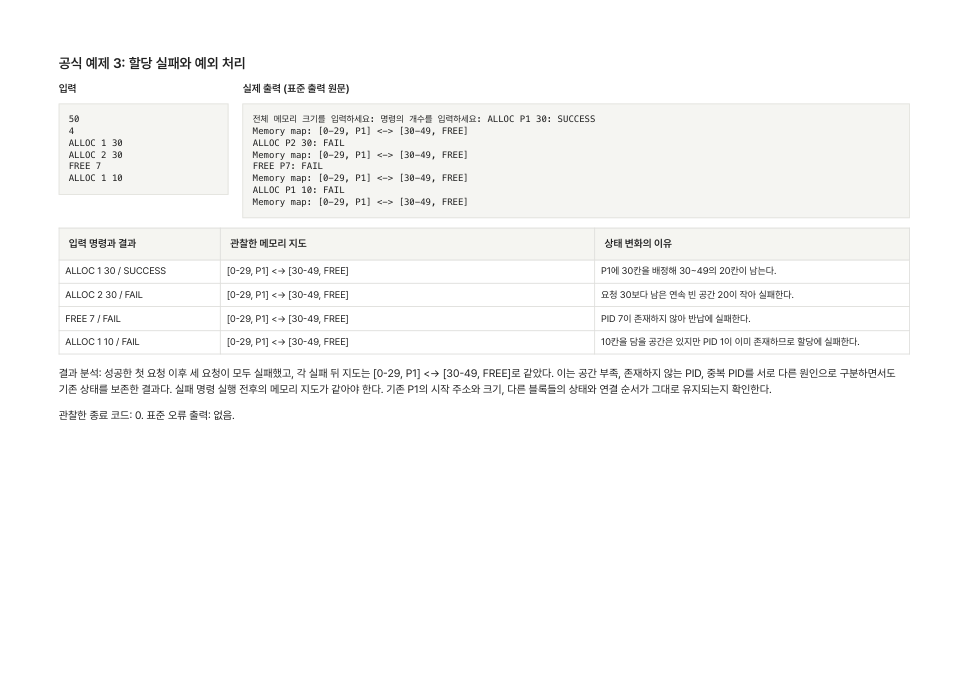 공식 예제 3: 할당 실패와 예외 처리
입력
50
4
ALLOC 1 30
ALLOC 2 30
FREE 7
ALLOC 1 10
실제 출력 (표준 출력 원문)
전체 메모리 크기를 입력하세요: 명령의 개수를 입력하세요: ALLOC P1 30: SUCCESS
Memory map: [0-29, P1] <-> [30-49, FREE]
ALLOC P2 30: FAIL
Memory map: [0-29, P1] <-> [30-49, FREE]
FREE P7: FAIL
Memory map: [0-29, P1] <-> [30-49, FREE]
ALLOC P1 10: FAIL
Memory map: [0-29, P1] <-> [30-49, FREE]
입력 명령과 결과 관찰한 메모리 지도 상태 변화의 이유
ALLOC 1 30 / SUCCESS [0-29, P1] <-> [30-49, FREE] P1에 30칸을 배정해 30~49의 20칸이 남는다.
ALLOC 2 30 / FAIL [0-29, P1] <-> [30-49, FREE] 요청 30보다 남은 연속 빈 공간 20이 작아 실패한다.
FREE 7 / FAIL [0-29, P1] <-> [30-49, FREE] PID 7이 존재하지 않아 반납에 실패한다.
ALLOC 1 10 / FAIL [0-29, P1] <-> [30-49, FREE] 10칸을 담을 공간은 있지만 PID 1이 이미 존재하므로 할당에 실패한다.
결과 분석: 성공한 첫 요청 이후 세 요청이 모두 실패했고, 각 실패 뒤 지도는 [0-29, P1] <-> [30-49, FREE]로 같았다. 이는 공간 부족, 존재하지 않는 PID, 중복 PID를 서로 다른 원인으로 구분하면서도
기존 상태를 보존한 결과다. 실패 명령 실행 전후의 메모리 지도가 같아야 한다. 기존 P1의 시작 주소와 크기, 다른 블록들의 상태와 연결 순서가 그대로 유지되는지 확인한다.
관찰한 종료 코드: 0. 표준 오류 출력: 없음.